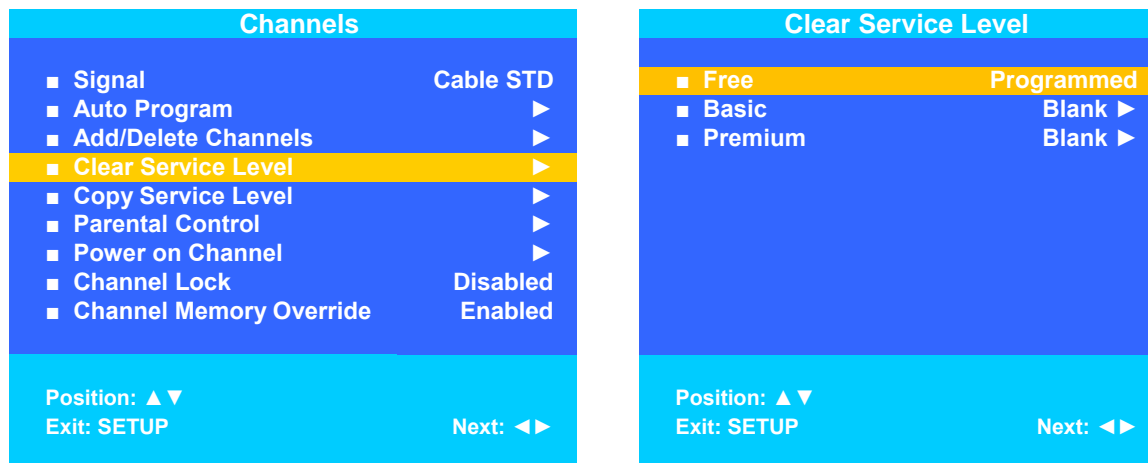 Channels
■ Signal Cable STD
■ Auto Program ►
■ Add/Delete Channels ►
■ Clear Service Level ►
■ Copy Service Level ►
■ Parental Control ►
■ Power on Channel ►
■ Channel Lock Disabled
■ Channel Memory Override Enabled
Position: ▲▼
Exit: SETUP Next: ◄►
Clear Service Level
■ Free Programmed
■ Basic Blank ►
■ Premium Blank ►
Position: ▲▼
Exit: SETUP Next: ◄►